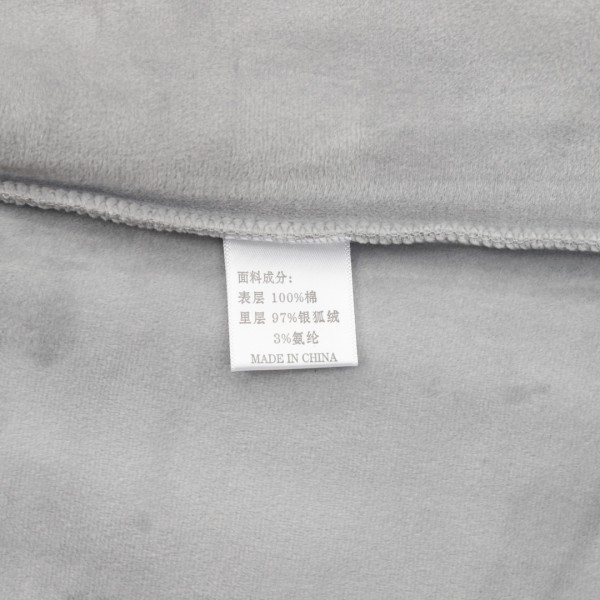 面料成分：
表层 100%棉
里层 97%银狐绒
3%氨纶
MADE IN CHINA